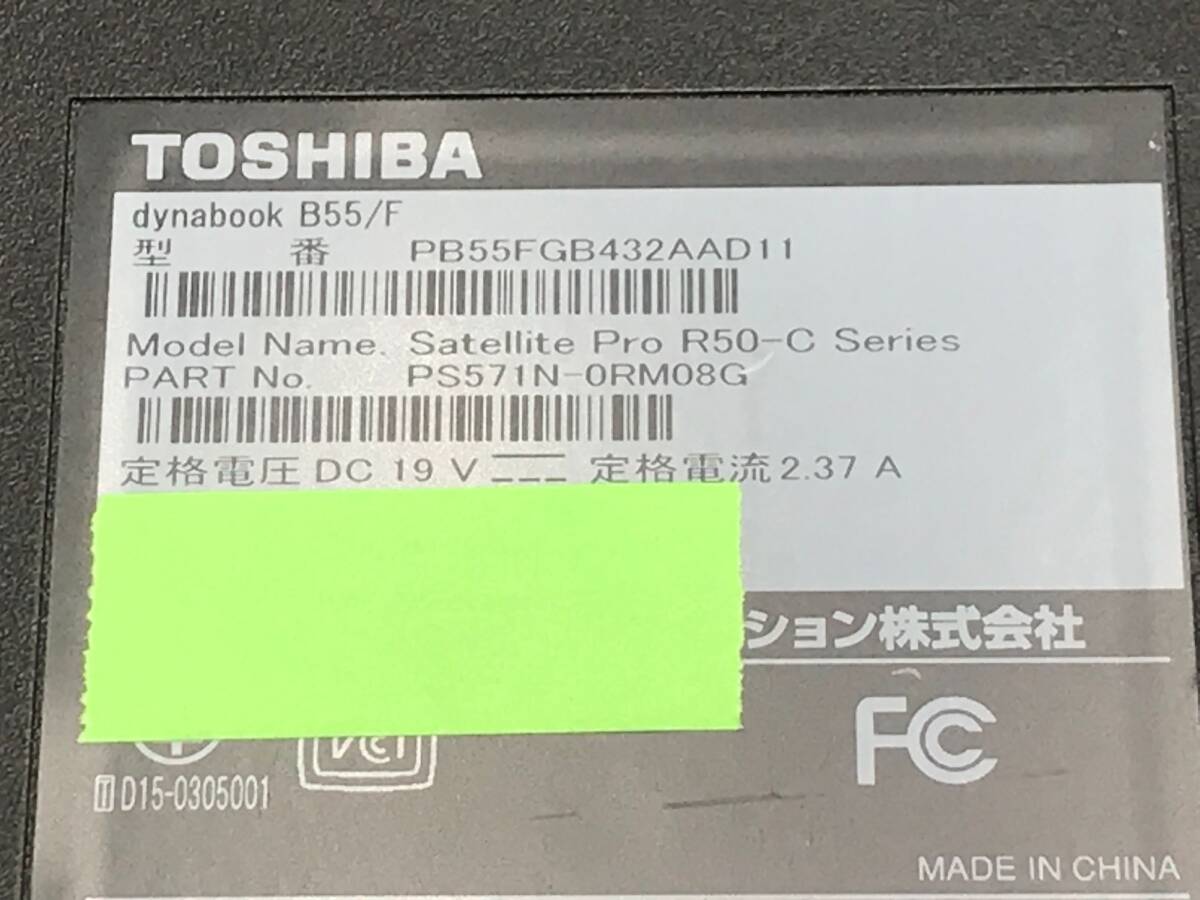 TOSHIBA
dynabook B55/F
型 番 PB55FGB432AAD11
Model Name. Satellite Pro R50-C Series
PART No. PS571N-0RM08G
定格電圧 DC 19 V 定格電流 2.37 A
ション株式会社
FC
VCCI
T D15-0305001
MADE IN CHINA